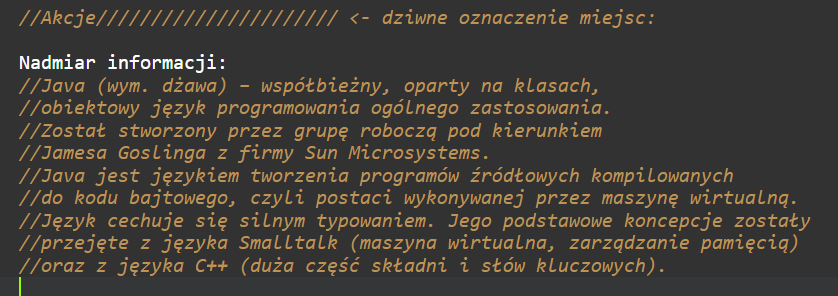 //Akcje////////////////////// <- dziwne oznaczenie miejsc:
Nadmiar informacji:
//Java (wym. dżawa) – współbieżny, oparty na klasach,
//obiektowy język programowania ogólnego zastosowania.
//Został stworzony przez grupę roboczą pod kierunkiem
//Jamesa Goslinga z firmy Sun Microsystems.
//Java jest językiem tworzenia programów źródłowych kompilowanych
//do kodu bajtowego, czyli postaci wykonywanej przez maszynę wirtualną.
//Język cechuje się silnym typowaniem. Jego podstawowe koncepcje zostały
//przejęte z języka Smalltalk (maszyna wirtualna, zarządzanie pamięcią)
//oraz z języka C++ (duża część składni i słów kluczowych).